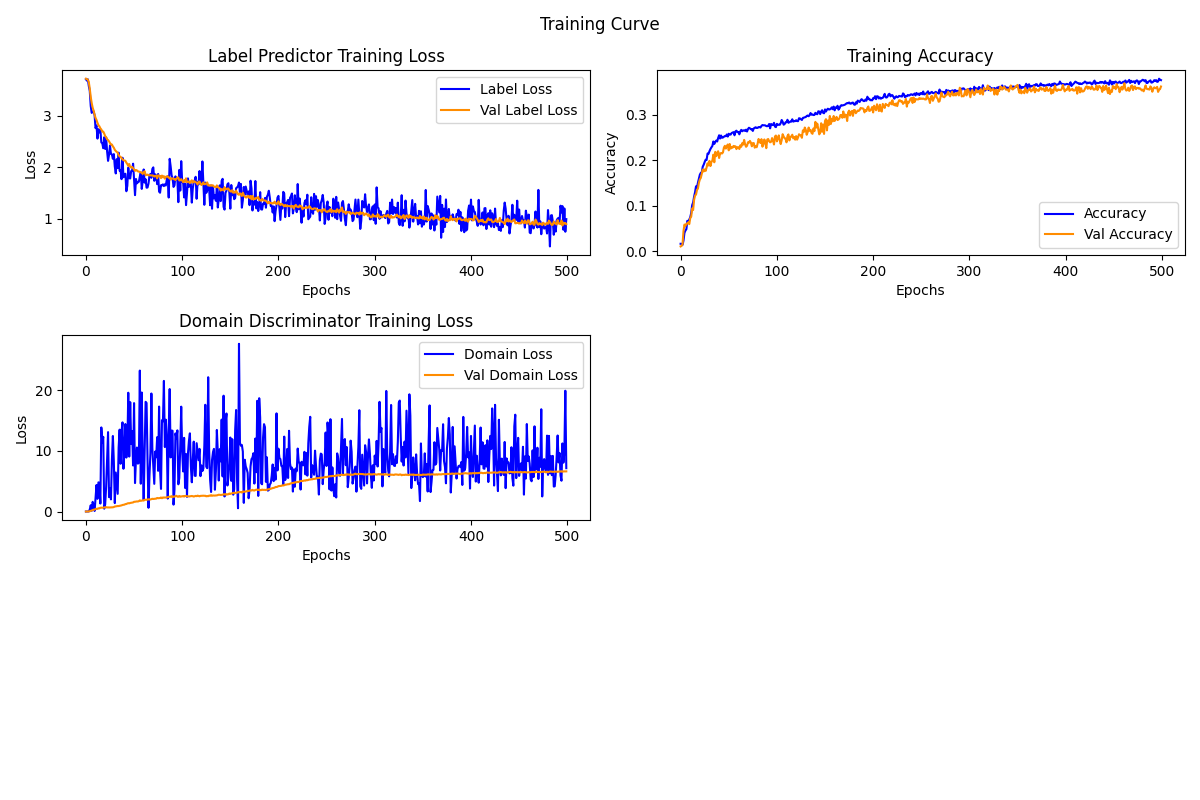 Training Curve
Label Predictor Training Loss
Loss
3
2
1
Label Loss
Val Label Loss
0 100 200 300 400 500
Epochs
Training Accuracy
Accuracy
0.3
0.2
0.1
0.0
Accuracy
Val Accuracy
0 100 200 300 400 500
Epochs
Domain Discriminator Training Loss
Loss
20
10
0
Domain Loss
Val Domain Loss
0 100 200 300 400 500
Epochs